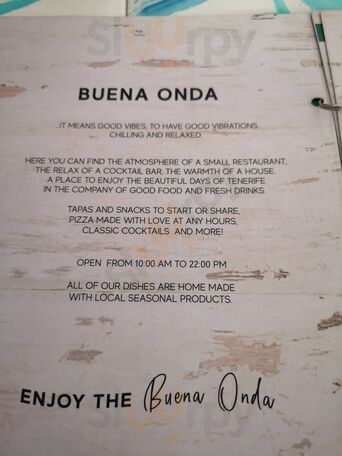 Sluurpy
BUENA ONDA
..IT MEANS GOOD VIBES, TO HAVE GOOD VIBRATIONS,
CHILLING AND RELAXED.
HERE YOU CAN FIND THE ATMOSPHERE OF A SMALL RESTAURANT,
THE RELAX OF A COCKTAIL BAR, THE WARMTH OF A HOUSE.
A PLACE TO ENJOY THE BEAUTIFUL DAYS OF TENERIFE
IN THE COMPANY OF GOOD FOOD AND FRESH DRINKS.
TAPAS AND SNACKS TO START OR SHARE,
PIZZA MADE WITH LOVE AT ANY HOURS,
CLASSIC COCKTAILS AND MORE!
OPEN FROM 10:00 AM TO 22:00 PM
ALL OF OUR DISHES ARE HOME MADE
WITH LOCAL SEASONAL PRODUCTS.
ENJOY THE Buena Onda